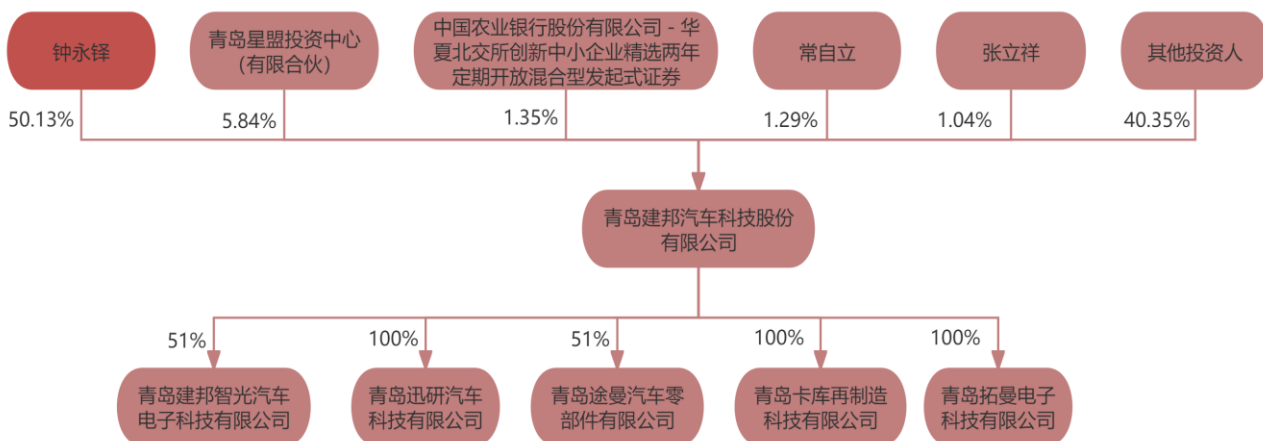 钟永铎
青岛星盟投资中心
（有限合伙）
中国农业银行股份有限公司－华
夏北交所创新中小企业精选两年
定期开放混合型发起式证券
常自立
张立祥
其他投资人
50.13%
5.84%
1.35%
1.29%
1.04%
40.35%
青岛建邦汽车科技股份
有限公司
51%
100%
51%
100%
100%
青岛建邦智光汽车
电子科技有限公司
青岛迅研汽车
科技有限公司
青岛途曼汽车零
部件有限公司
青岛卡库再制造
科技有限公司
青岛拓曼电子
科技有限公司